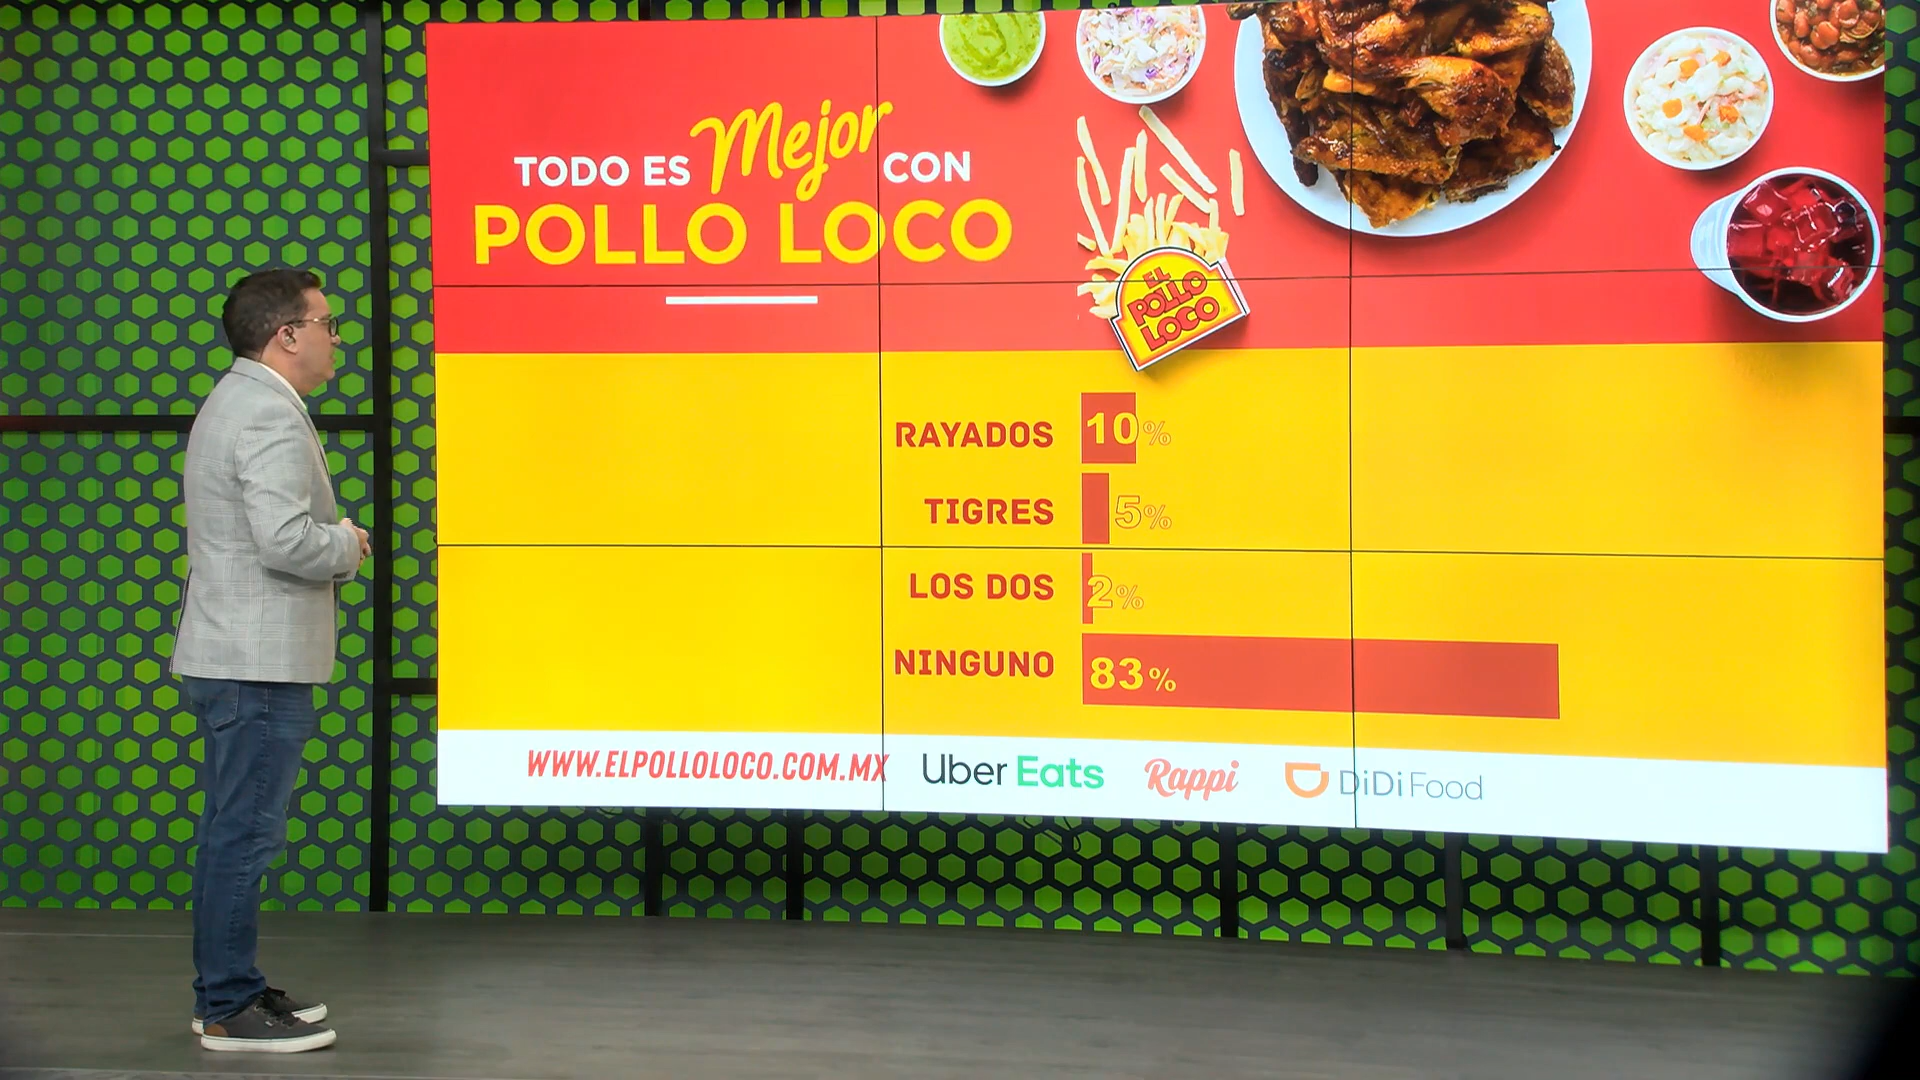 TODO ES Mejor CON
POLLO LOCO
EL
POLLO
LOCO
RAYADOS 10%
TIGRES 5%
LOS DOS 2%
NINGUNO 83%
WWW.ELPOLLOLOCO.COM.MX Uber Eats Rappi DiDi Food